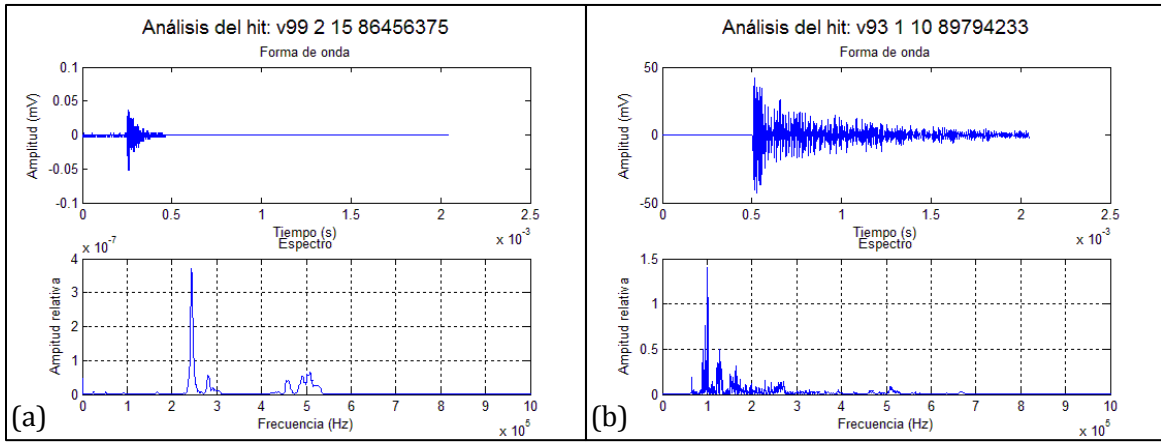 Análisis del hit: v99 2 15 86456375
Forma de onda
Amplitud (mV)
0.1
0.05
0
-0.05
-0.1
0 0.5 1 1.5 2 2.5
Tiempo (s)
x 10⁻³
Espectro
x 10⁻⁷
Amplitud relativa
4
3
2
1
0
0 1 2 3 4 5 6 7 8 9 10
Frecuencia (Hz)
x 10⁵
(a)
Análisis del hit: v93 1 10 89794233
Forma de onda
Amplitud (mV)
50
0
-50
0 0.5 1 1.5 2 2.5
Tiempo (s)
x 10⁻³
Espectro
Amplitud relativa
1.5
1
0.5
0
0 1 2 3 4 5 6 7 8 9 10
Frecuencia (Hz)
x 10⁵
(b)